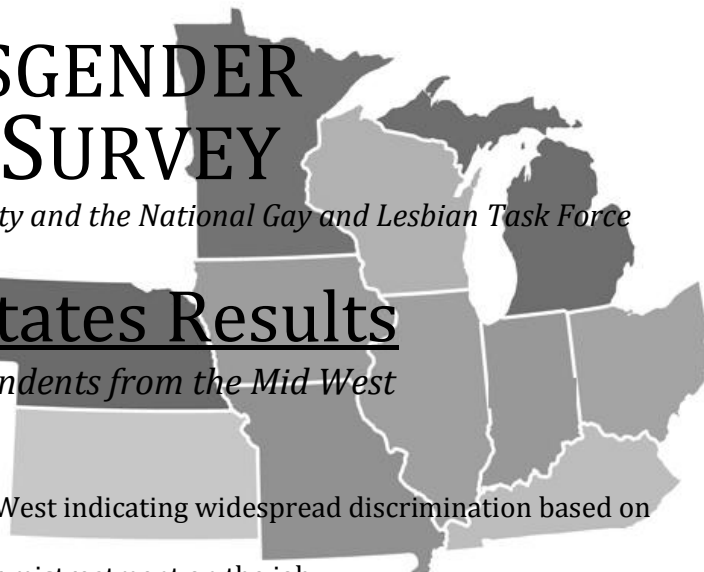 SGENDER
SURVEY
ty and the National Gay and Lesbian Task Force
tates Results
ndents from the Mid West
West indicating widespread discrimination based on